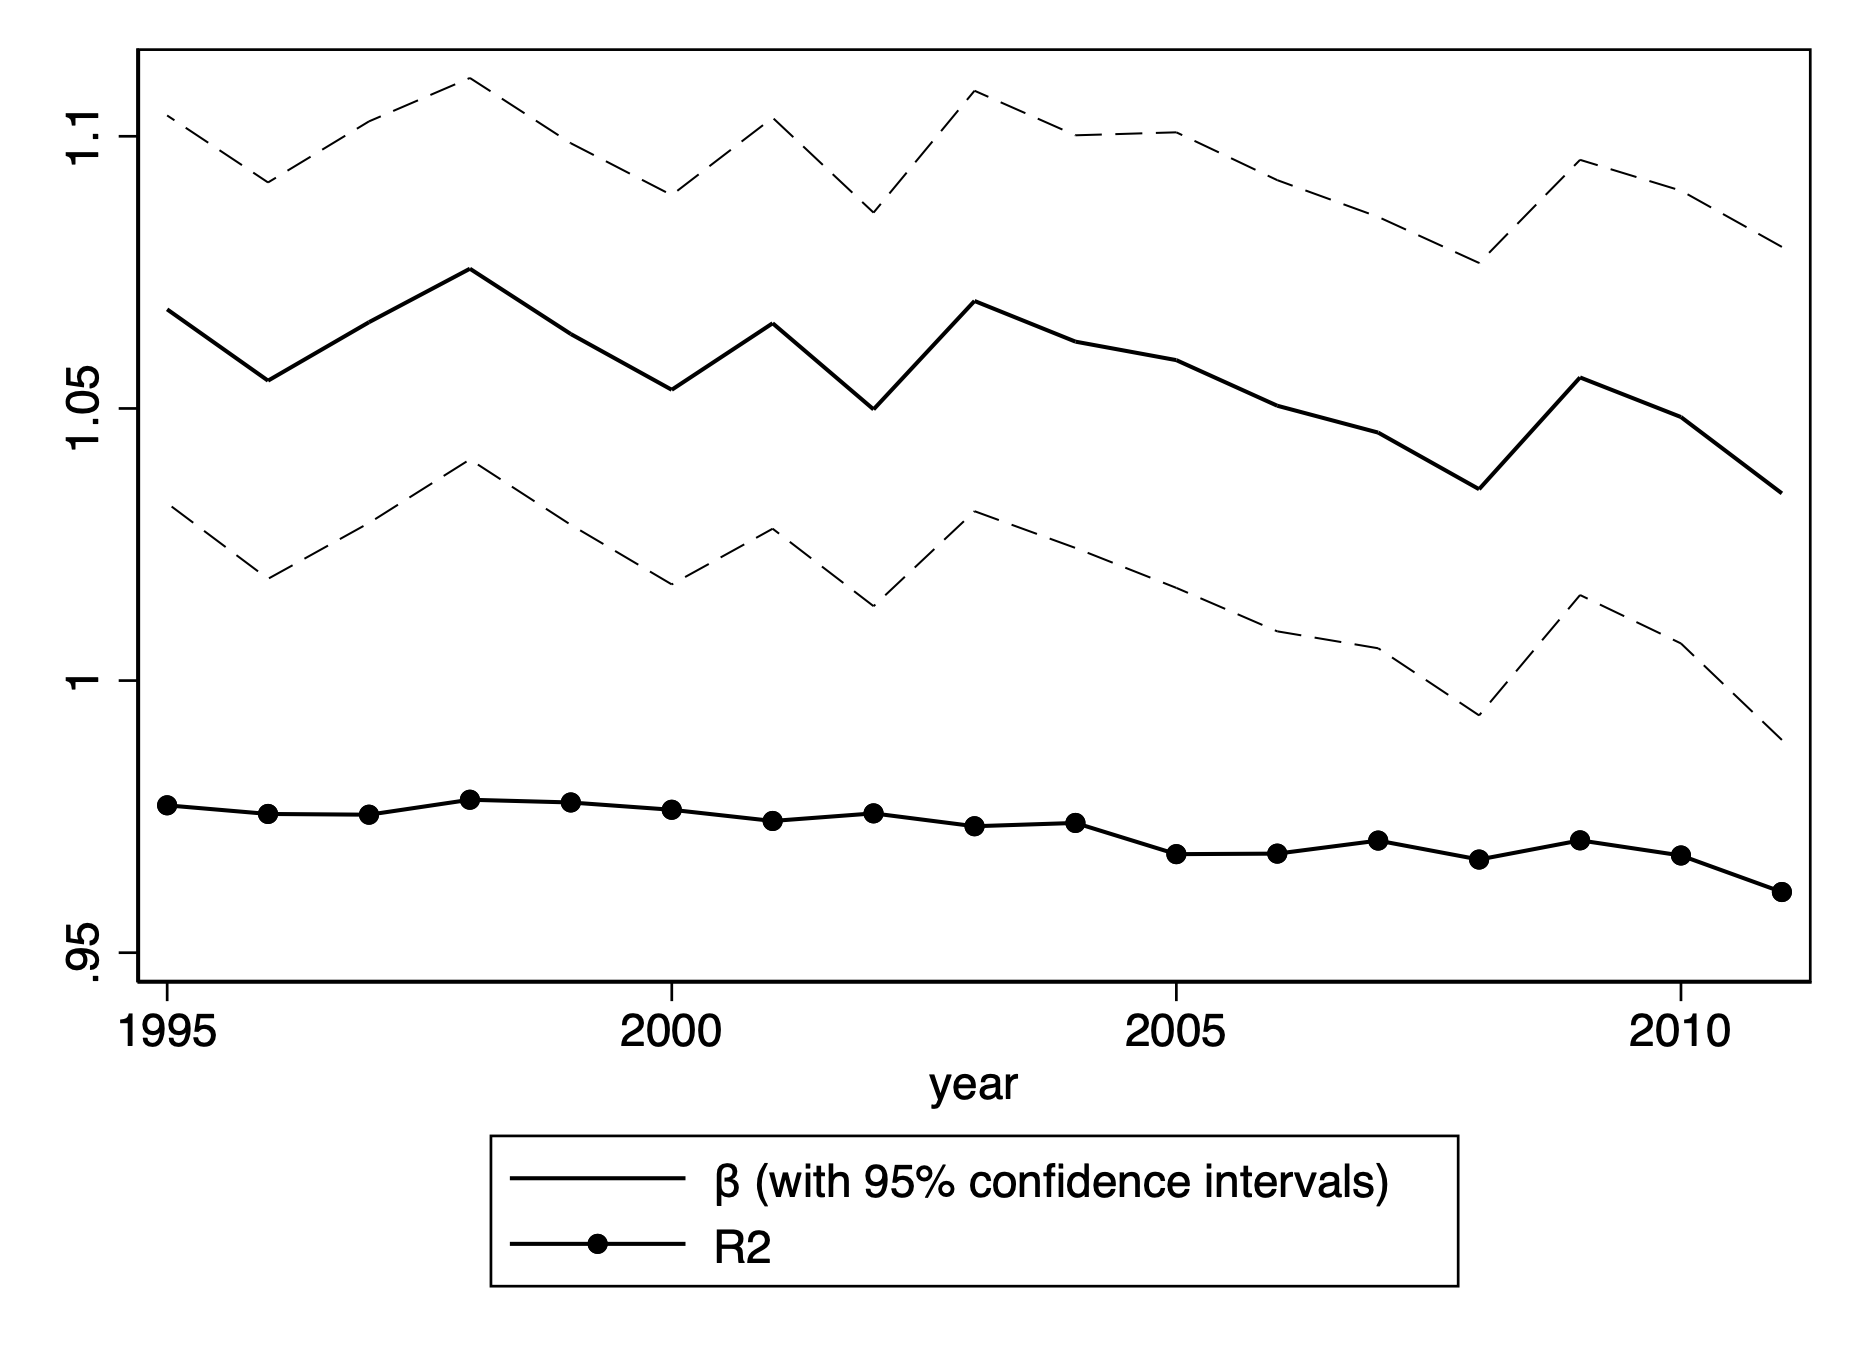 1.1
1.05
1
.95
1995 2000 2005 2010
year
β (with 95% confidence intervals)
R2